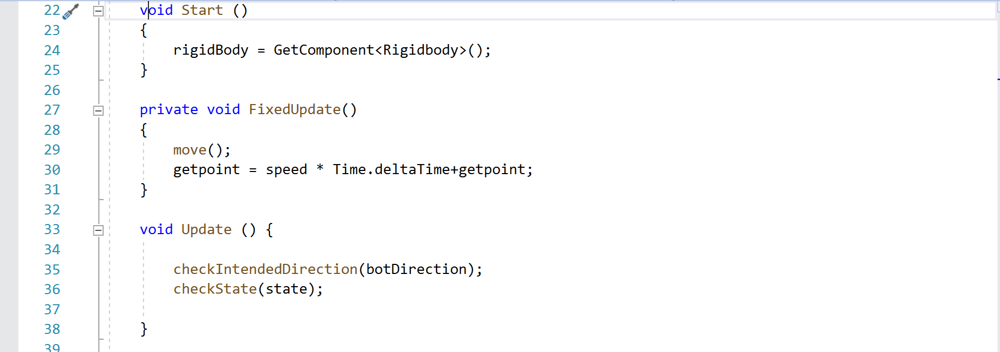 22 void Start ()
23 {
24 rigidBody = GetComponent<Rigidbody>();
25 }
26
27 private void FixedUpdate()
28 {
29 move();
30 getpoint = speed * Time.deltaTime+getpoint;
31 }
32
33 void Update () {
34
35 checkIntendedDirection(botDirection);
36 checkState(state);
37
38 }
39